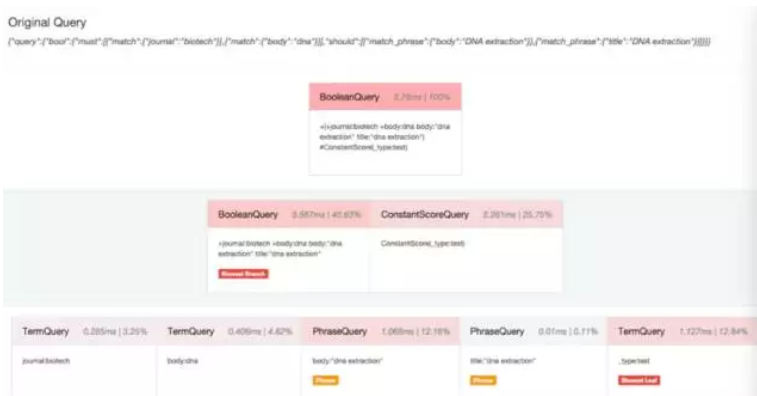 Original Query
{"query":{"bool":{"must":[{"match":{"journal":"biotech"}},{"match":{"body":"dna"}}],"should":[{"match_phrase":{"body":"DNA extraction"}},{"match_phrase":{"title":"DNA extraction"}}]}}}
BooleanQuery 8.76ms | 100%
+(+journal:biotech +body:dna body:"dna
extraction" title:"dna extraction")
#ConstantScore(_type:test)
BooleanQuery 3.567ms | 40.63% ConstantScoreQuery 2.261ms | 25.75%
+journal:biotech +body:dna body:"dna
extraction" title:"dna extraction"
ConstantScore(_type:test)
Slowest Branch
TermQuery 0.285ms | 3.25% TermQuery 0.406ms | 4.62% PhraseQuery 1.068ms | 12.16% PhraseQuery 0.01ms | 0.11% TermQuery 1.127ms | 12.84%
journal:biotech body:dna body:"dna extraction" title:"dna extraction" _type:test
Phrase Phrase Slowest Leaf